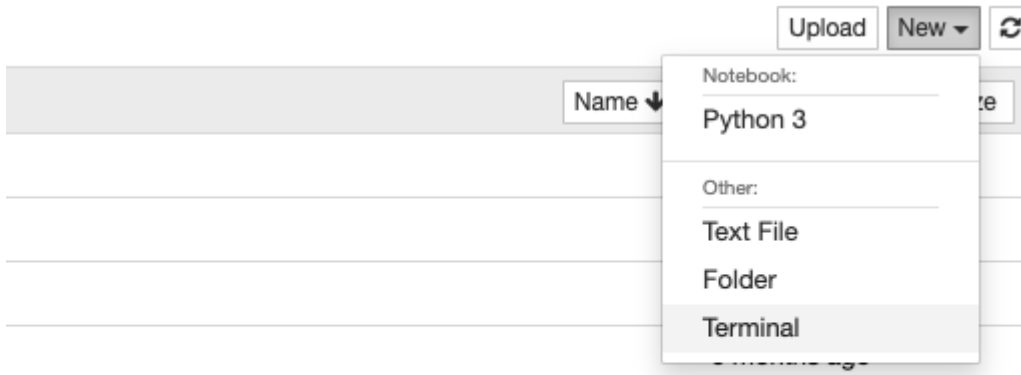 Upload New
Notebook:
Name
Python 3
Other:
Text File
Folder
Terminal